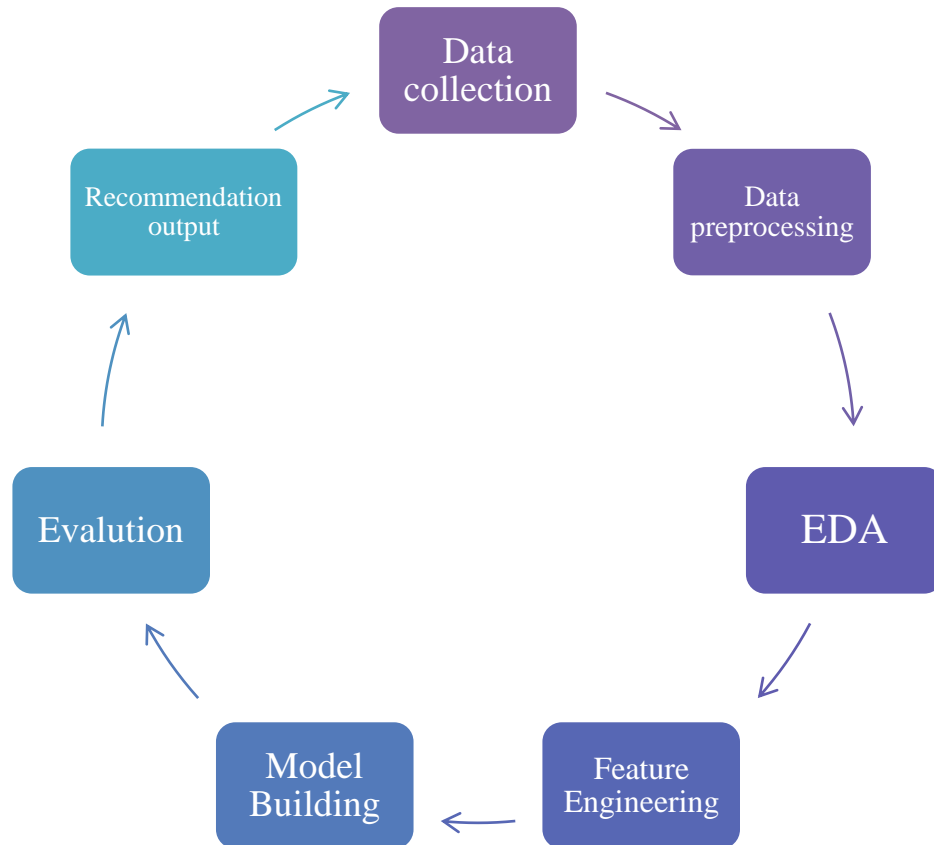 Data
collection
Data
preprocessing
EDA
Feature
Engineering
Model
Building
Evalution
Recommendation
output